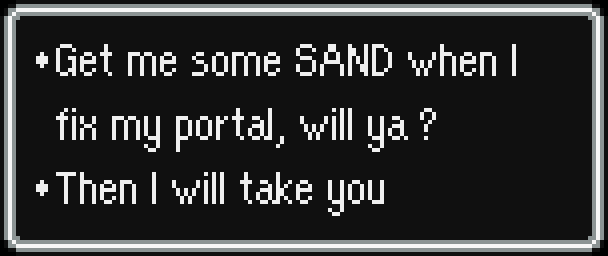 •Get me some SAND when I
fix my portal, will ya ?
•Then I will take you